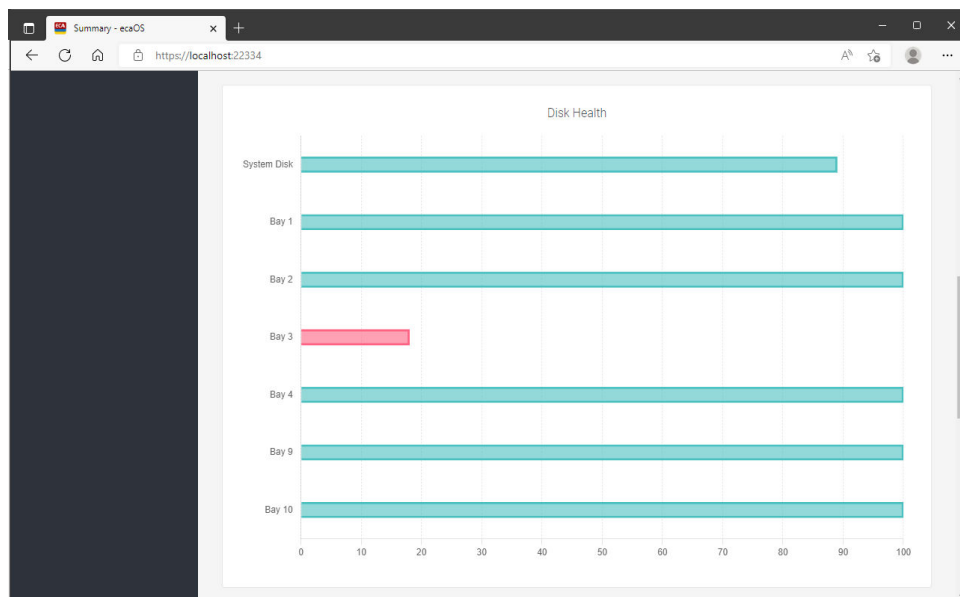 ECA Summary - ecaOS
https://localhost:22334
Disk Health
System Disk
Bay 1
Bay 2
Bay 3
Bay 4
Bay 9
Bay 10
0 10 20 30 40 50 60 70 80 90 100